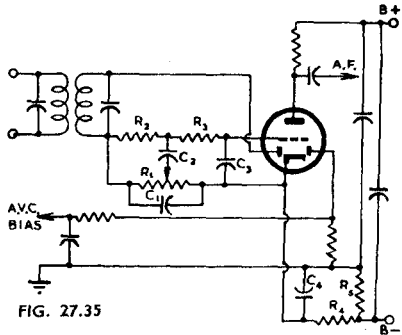 B+
A.F.
R2
R3
C2
C3
R1
C1
A.V.C.
BIAS
C4
R5
R4
B−
FIG. 27.35